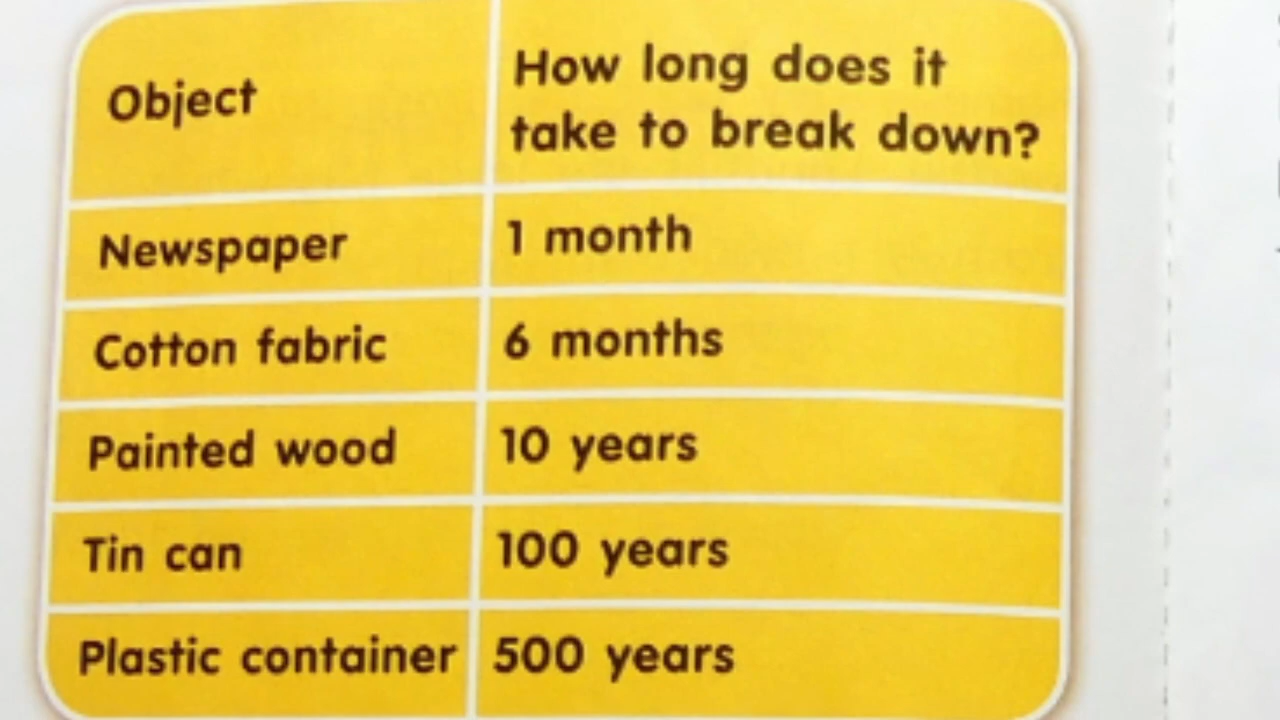 Object
How long does it
take to break down?
Newspaper 1 month
Cotton fabric 6 months
Painted wood 10 years
Tin can 100 years
Plastic container 500 years